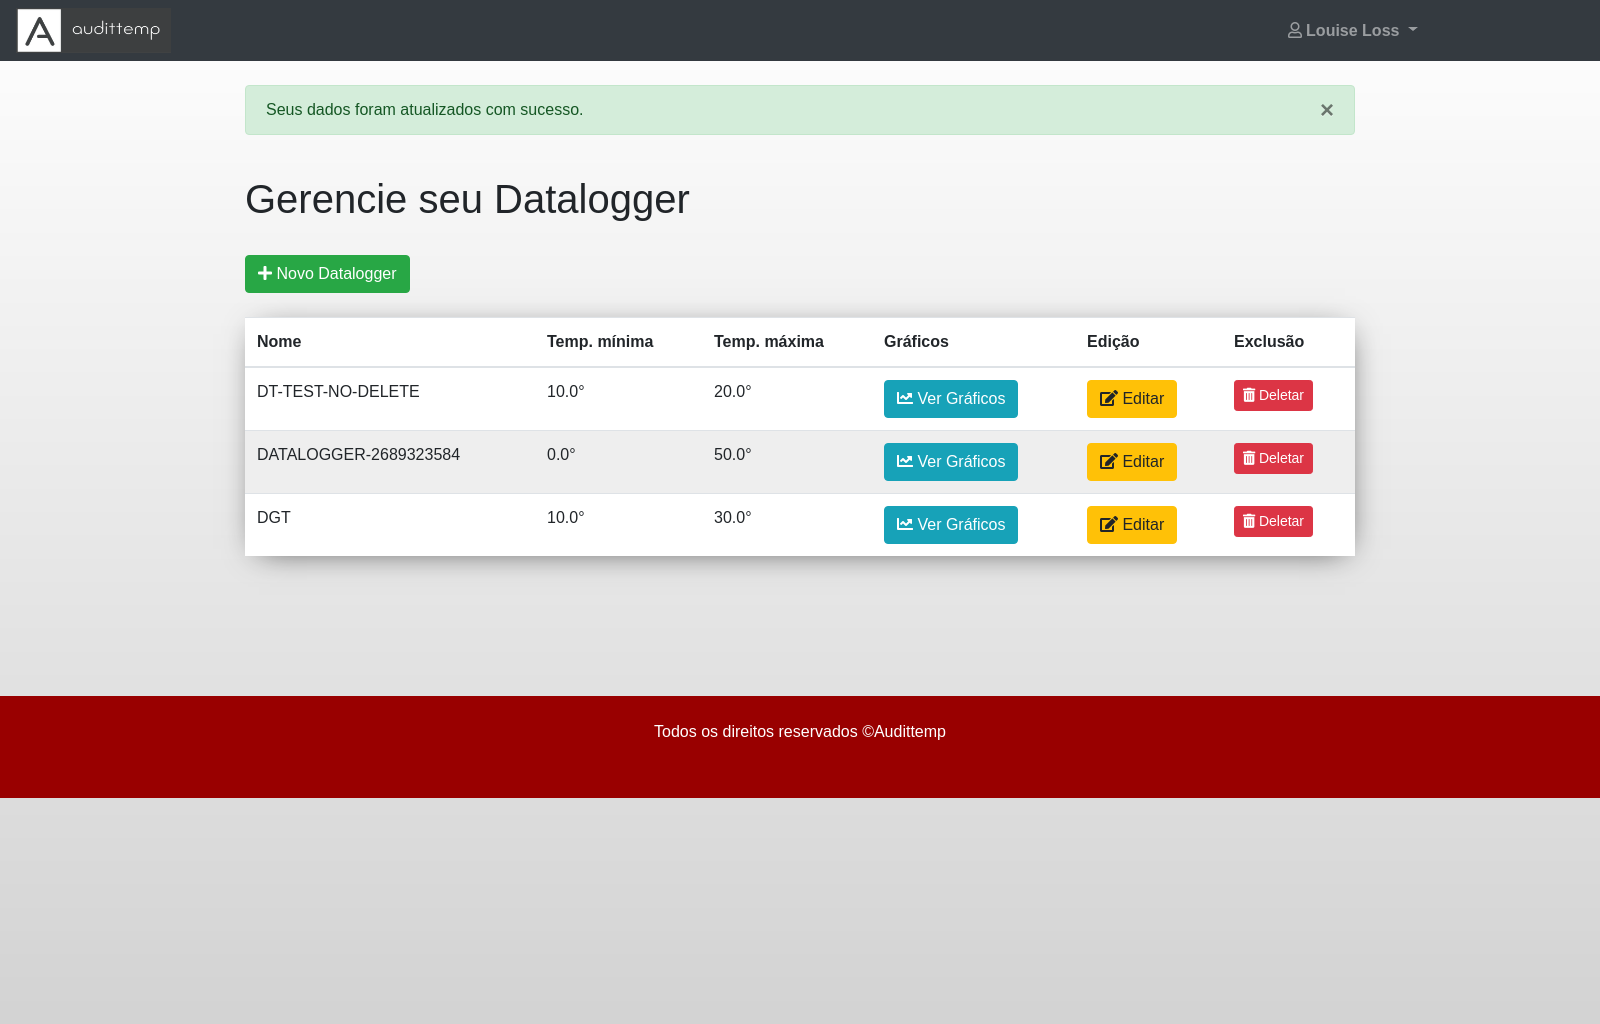 A audittemp
Louise Loss
Seus dados foram atualizados com sucesso. ×
Gerencie seu Datalogger
Novo Datalogger
Nome Temp. mínima Temp. máxima Gráficos Edição Exclusão
DT-TEST-NO-DELETE 10.0° 20.0° Ver Gráficos Editar Deletar
DATALOGGER-2689323584 0.0° 50.0° Ver Gráficos Editar Deletar
DGT 10.0° 30.0° Ver Gráficos Editar Deletar
Todos os direitos reservados ©Audittemp